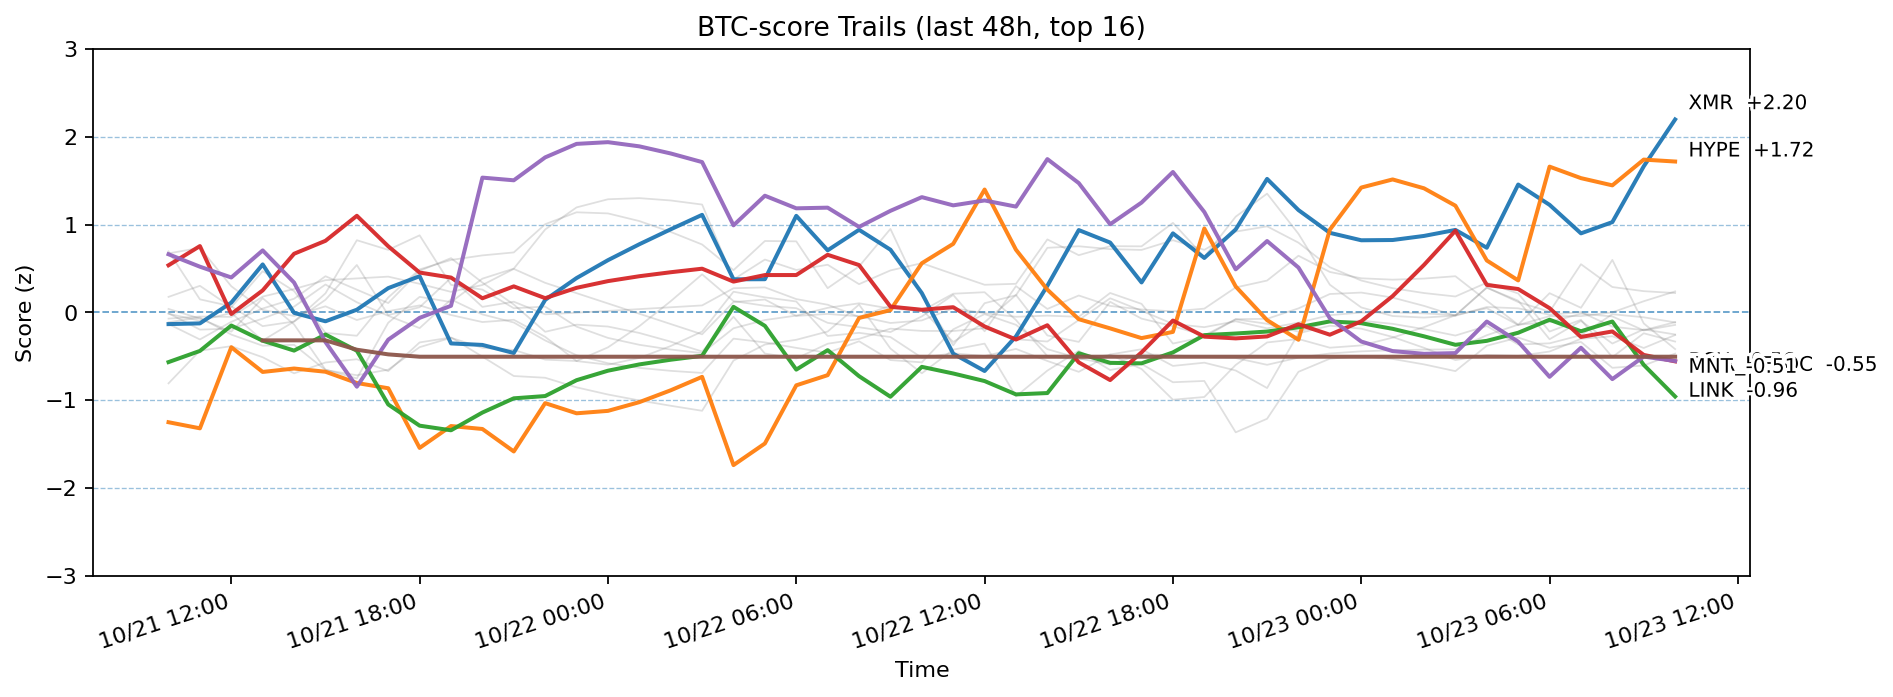 BTC-score Trails (last 48h, top 16)
Score (z)
3
2
1
0
−1
−2
−3
XMR +2.20
HYPE +1.72
-0.55
MNT -0.51
LINK -0.96
10/21 12:00
10/21 18:00
10/22 00:00
10/22 06:00
10/22 12:00
10/22 18:00
10/23 00:00
10/23 06:00
10/23 12:00
Time